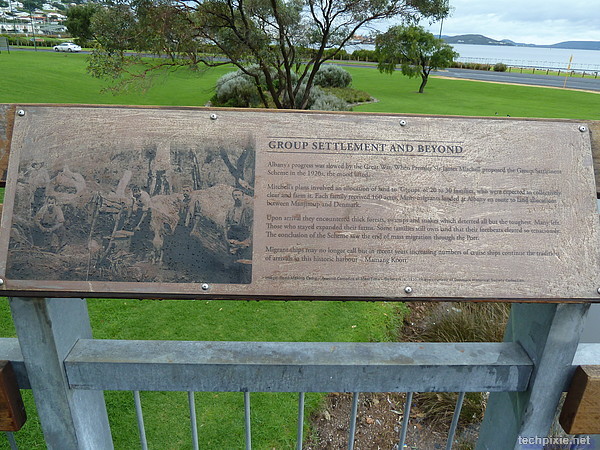 GROUP SETTLEMENT AND BEYOND
Albany's progress was slowed by the Great War. When Premier Sir James Mitchell proposed the Group Settlement
Scheme in the 1920s, the mood lifted.
Mitchell's plans involved an allocation of land to 'Groups' of 20 to 30 families, who were expected to collectively
clear and farm it. Each family received 160 acres. Many migrants landed at Albany en route to land allocations
between Manjimup and Denmark.
Upon arrival they encountered thick forests, swamps and snakes which deterred all but the toughest. Many left.
Those who stayed expanded their farms. Some families still own land that their forebears cleared so tenaciously.
The conclusion of the Scheme saw the end of mass migration through the Port.
Migrant ships may no longer call but in recent years increasing numbers of cruise ships continue the tradition
of arrivals in this historic harbour - Mamang Koort.
techpixie.net